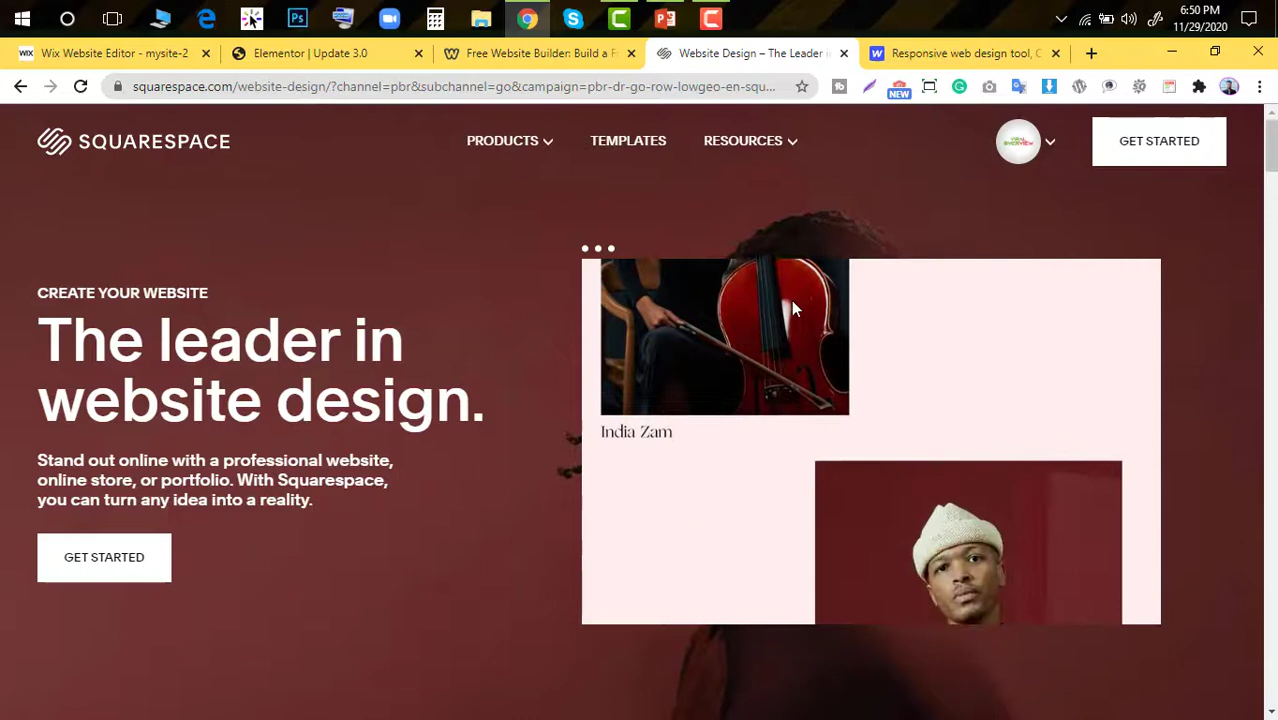 6:50 PM
11/29/2020
Wix Website Editor - mysite-2
Elementor | Update 3.0
Free Website Builder: Build a F
Website Design – The Leader i
Responsive web design tool, C
squarespace.com/website-design/?channel=pbr&subchannel=go&campaign=pbr-dr-go-row-lowgeo-en-squ...
NEW
SQUARESPACE
PRODUCTS
TEMPLATES
RESOURCES
GET STARTED
CREATE YOUR WEBSITE
The leader in
website design.
Stand out online with a professional website,
online store, or portfolio. With Squarespace,
you can turn any idea into a reality.
GET STARTED
India Zam